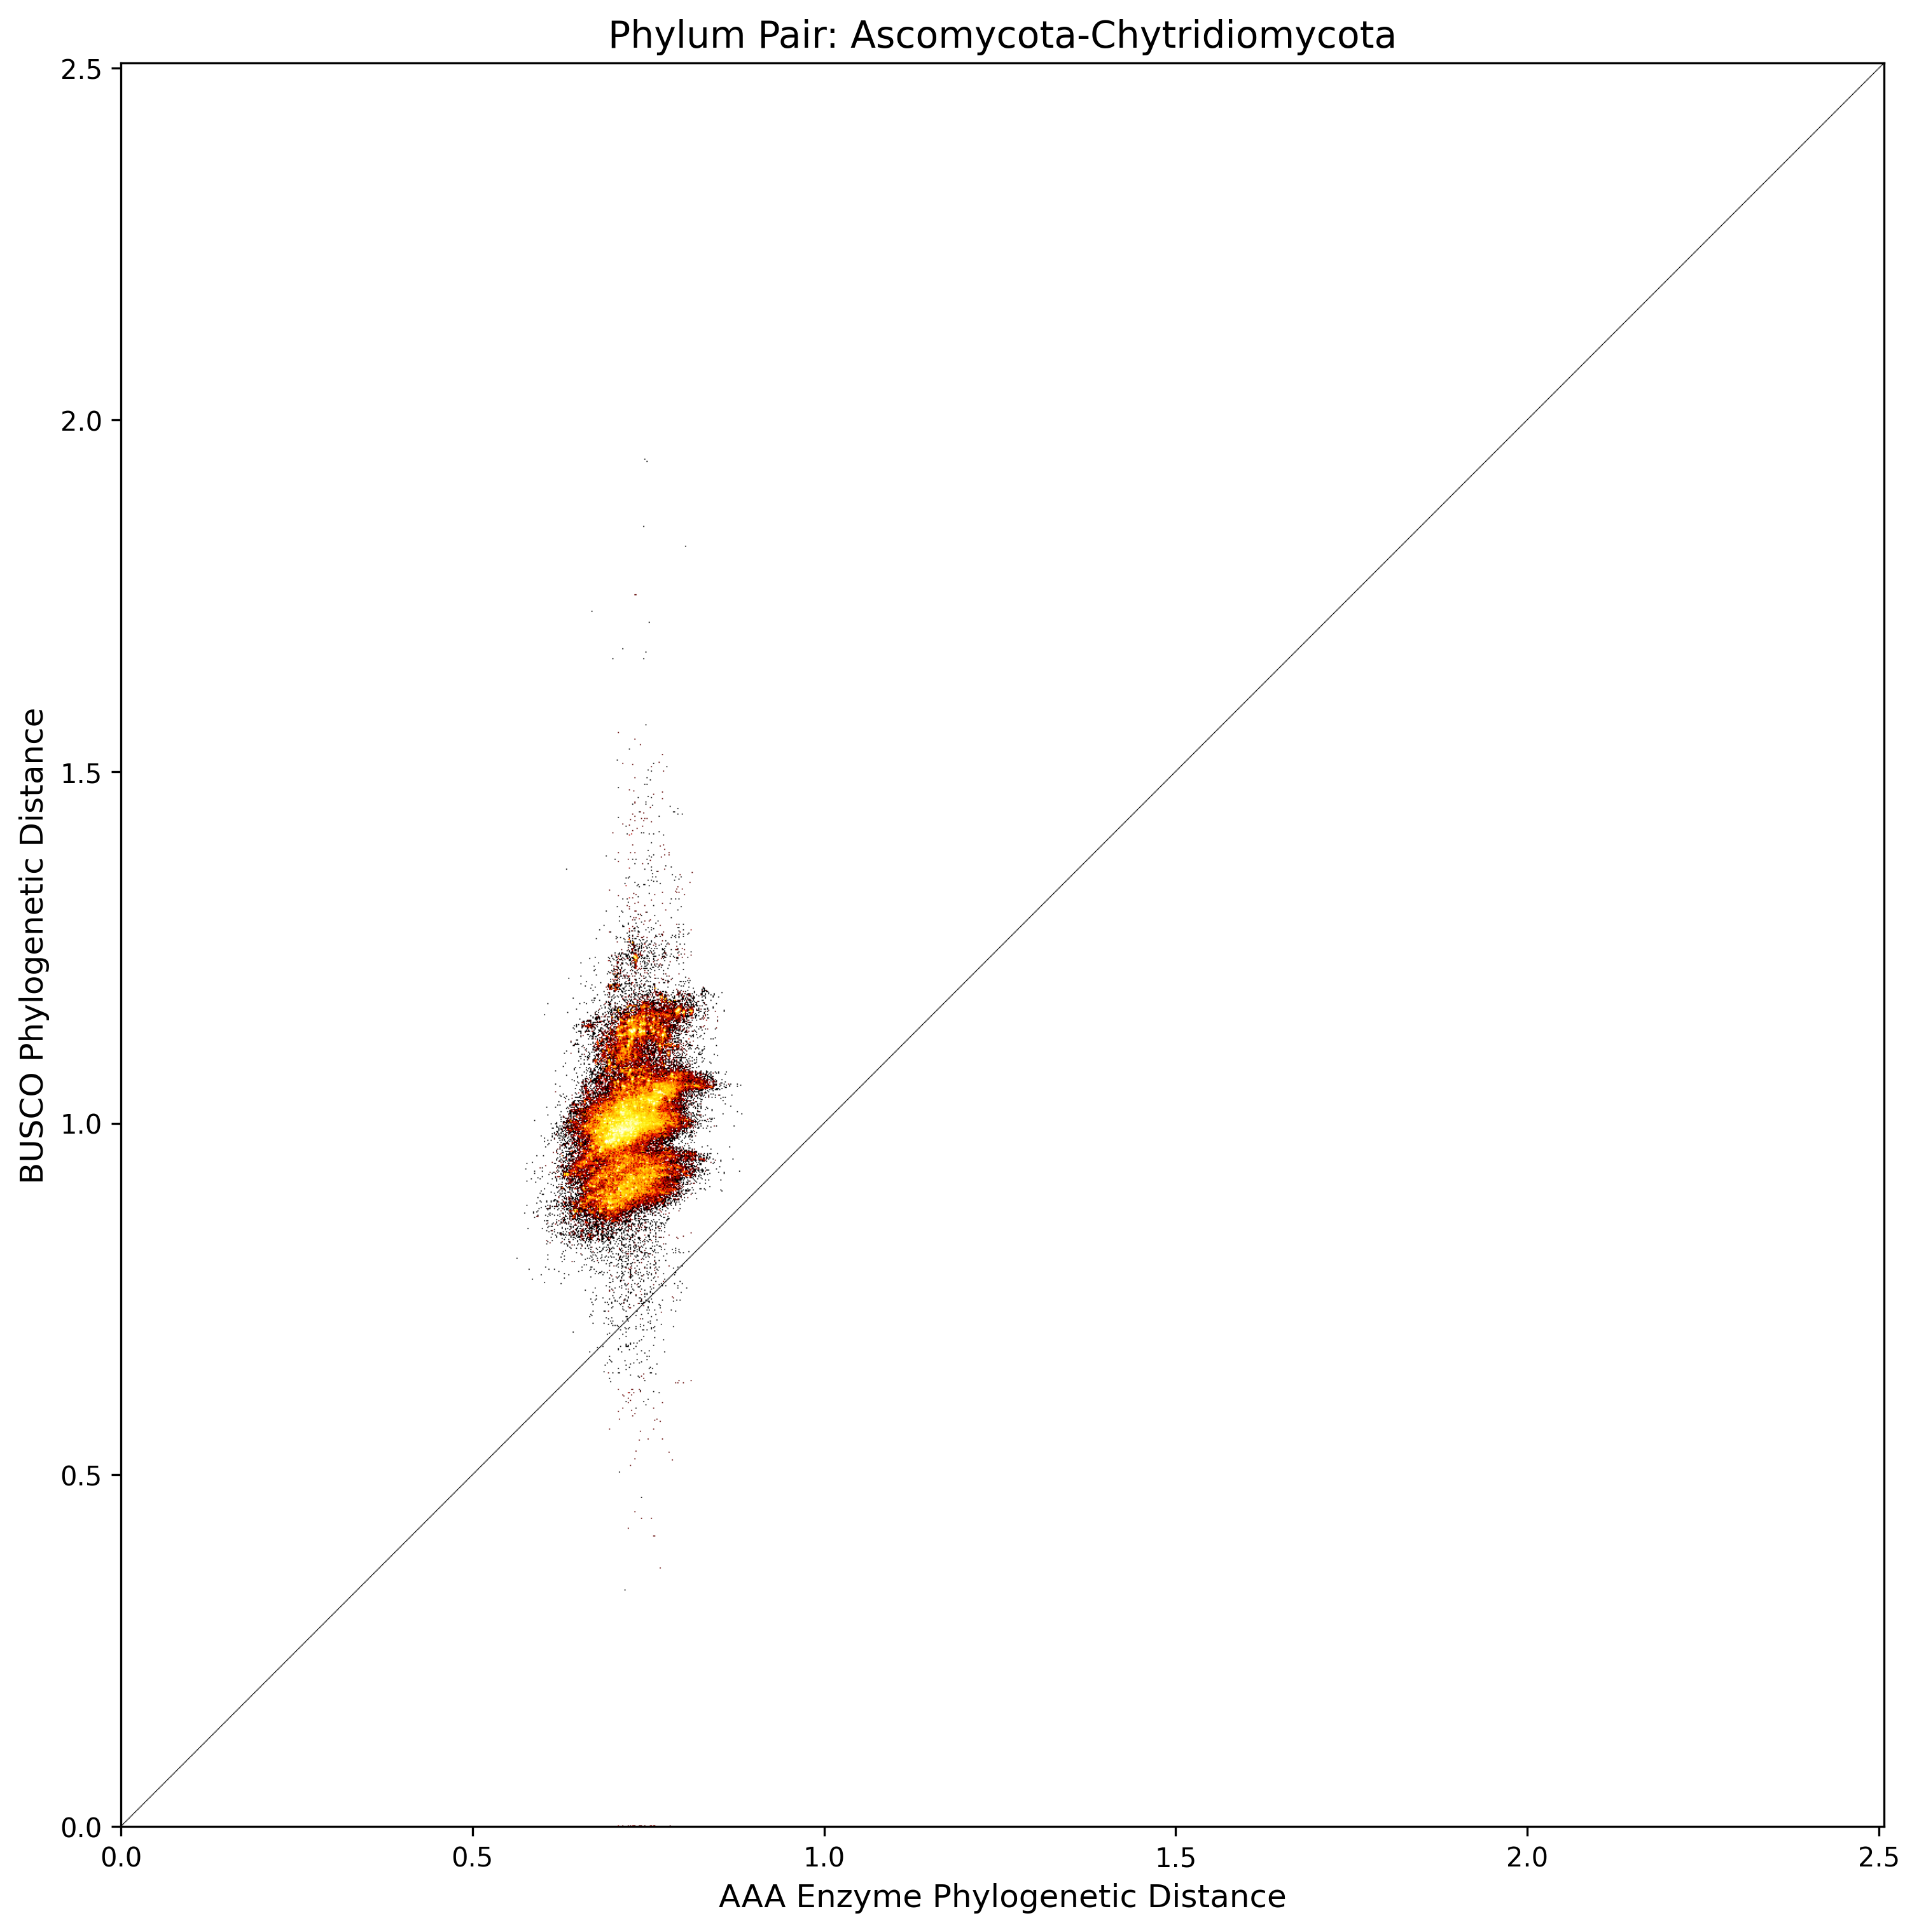 Phylum Pair: Ascomycota-Chytridiomycota
2.5
2.0
1.5
1.0
0.5
0.0
BUSCO Phylogenetic Distance
0.0 0.5 1.0 1.5 2.0 2.5
AAA Enzyme Phylogenetic Distance